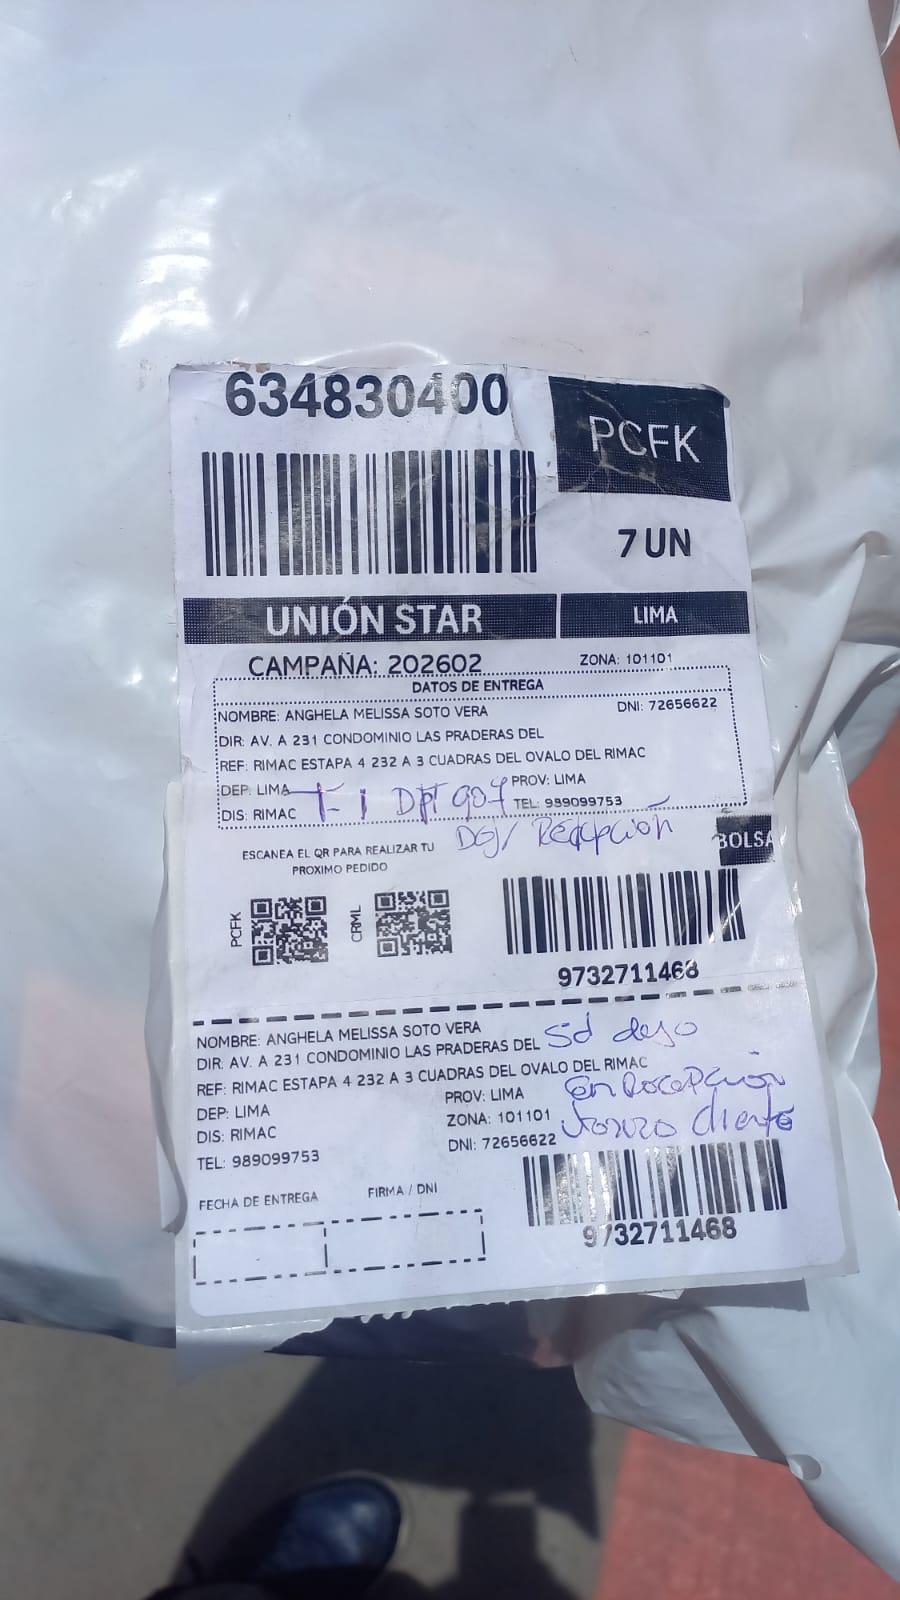 634830400
PCFK
7 UN
UNIÓN STAR
LIMA
CAMPAÑA: 202602
ZONA: 101101
DATOS DE ENTREGA
NOMBRE: ANGHELA MELISSA SOTO VERA DNI: 72656622
DIR: AV. A 231 CONDOMINIO LAS PRADERAS DEL
REF: RIMAC ESTAPA 4 232 A 3 CUADRAS DEL OVALO DEL RIMAC
DEP: LIMA PROV: LIMA
DIS: RIMAC TEL: 989099753
T-1 DPT 907
Recepción
ESCANEA EL QR PARA REALIZAR TU
PROXIMO PEDIDO
BOLSA
PCFK
CRML
9732711468
NOMBRE: ANGHELA MELISSA SOTO VERA
DIR: AV. A 231 CONDOMINIO LAS PRADERAS DEL
REF: RIMAC ESTAPA 4 232 A 3 CUADRAS DEL OVALO DEL RIMAC
DEP: LIMA PROV: LIMA
DIS: RIMAC ZONA: 101101
TEL: 989099753 DNI: 72656622
dejo
en Recepción
cliente
FECHA DE ENTREGA FIRMA / DNI
9732711468